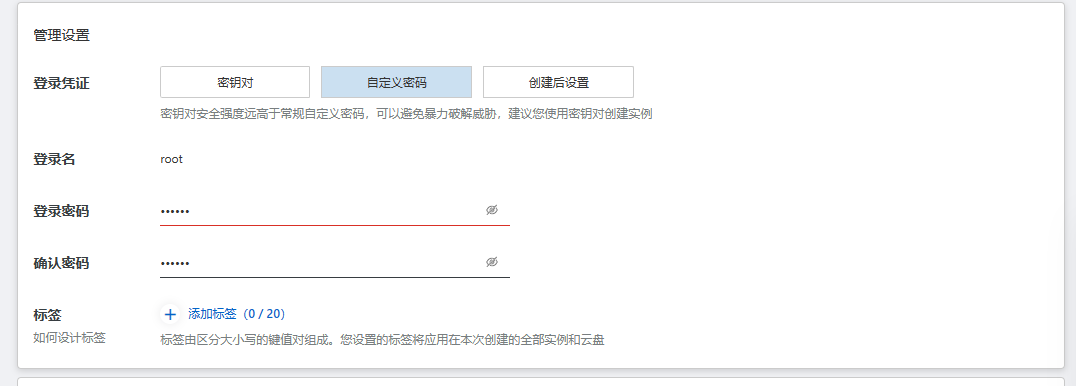 管理设置
登录凭证 密钥对 自定义密码 创建后设置
密钥对安全强度远高于常规自定义密码，可以避免暴力破解威胁，建议您使用密钥对创建实例
登录名 root
登录密码 ••••••
确认密码 ••••••
标签 + 添加标签（0 / 20）
如何设计标签 标签由区分大小写的键值对组成。您设置的标签将应用在本次创建的全部实例和云盘